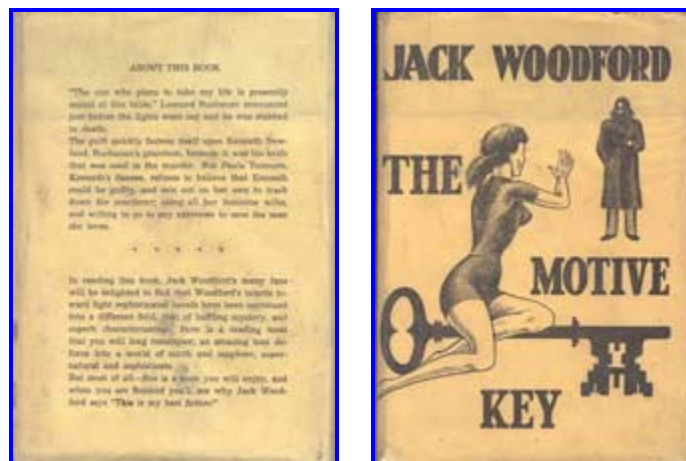 ABOUT THIS BOOK
"The one who plans to take my life is presently
seated at this table." Leonard Buchanan announced
just before the lights went out and he was stabbed
to death.
The guilt quickly fastens itself upon Kenneth
because it was his knife
that was used in the murder. But Paula
Kenneth's fiancee, refuses to believe that Kenneth
could be guilty, and sets out on her own to track
down the murderer; using all her feminine wiles,
and willing to go to any extremes to save the man
she loves.
* * * * *
In reading this book, Jack Woodford's many fans
will be delighted to find that Woodford's talents to-
ward light sophisticated novels have been
into a different field, that of baffling mystery, and
superb characterization. Here is a reading treat
that you will long remember, an amazing tour de-
force into a world of mirth and mayhem, super-
natural and sophisticate.
But most of all—this is a book you will enjoy, and
when you are finished you'll see why Jack Wood-
ford says "This is my best fiction!"
JACK WOODFORD
THE
MOTIVE
KEY